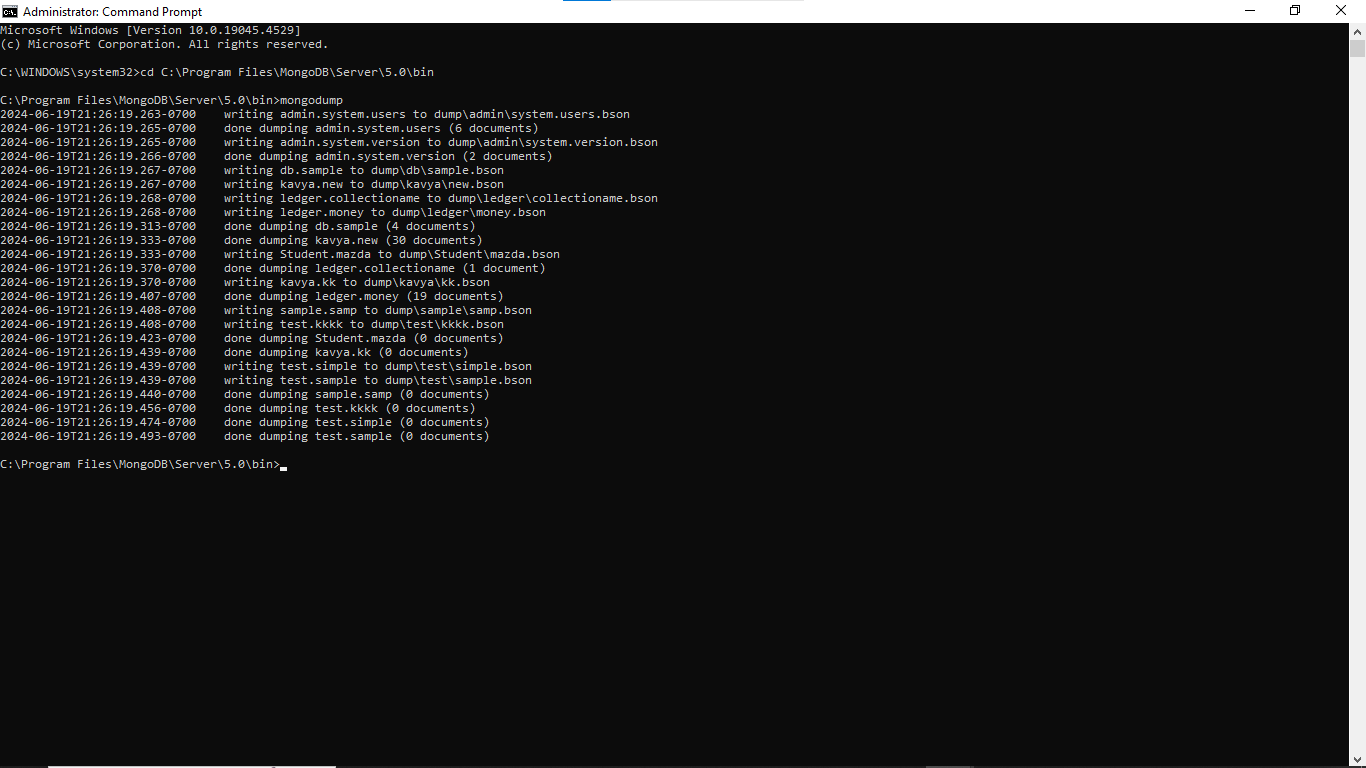 Administrator: Command Prompt
Microsoft Windows [Version 10.0.19045.4529]
(c) Microsoft Corporation. All rights reserved.
C:\WINDOWS\system32>cd C:\Program Files\MongoDB\Server\5.0\bin
C:\Program Files\MongoDB\Server\5.0\bin>mongodump
2024-06-19T21:26:19.263-0700    writing admin.system.users to dump\admin\system.users.bson
2024-06-19T21:26:19.265-0700    done dumping admin.system.users (6 documents)
2024-06-19T21:26:19.265-0700    writing admin.system.version to dump\admin\system.version.bson
2024-06-19T21:26:19.266-0700    done dumping admin.system.version (2 documents)
2024-06-19T21:26:19.267-0700    writing db.sample to dump\db\sample.bson
2024-06-19T21:26:19.267-0700    writing kavya.new to dump\kavya\new.bson
2024-06-19T21:26:19.268-0700    writing ledger.collectioname to dump\ledger\collectioname.bson
2024-06-19T21:26:19.268-0700    writing ledger.money to dump\ledger\money.bson
2024-06-19T21:26:19.313-0700    done dumping db.sample (4 documents)
2024-06-19T21:26:19.333-0700    done dumping kavya.new (30 documents)
2024-06-19T21:26:19.333-0700    writing Student.mazda to dump\Student\mazda.bson
2024-06-19T21:26:19.370-0700    done dumping ledger.collectioname (1 document)
2024-06-19T21:26:19.370-0700    writing kavya.kk to dump\kavya\kk.bson
2024-06-19T21:26:19.407-0700    done dumping ledger.money (19 documents)
2024-06-19T21:26:19.408-0700    writing sample.samp to dump\sample\samp.bson
2024-06-19T21:26:19.408-0700    writing test.kkkk to dump\test\kkkk.bson
2024-06-19T21:26:19.423-0700    done dumping Student.mazda (0 documents)
2024-06-19T21:26:19.439-0700    done dumping kavya.kk (0 documents)
2024-06-19T21:26:19.439-0700    writing test.simple to dump\test\simple.bson
2024-06-19T21:26:19.439-0700    writing test.sample to dump\test\sample.bson
2024-06-19T21:26:19.440-0700    done dumping sample.samp (0 documents)
2024-06-19T21:26:19.456-0700    done dumping test.kkkk (0 documents)
2024-06-19T21:26:19.474-0700    done dumping test.simple (0 documents)
2024-06-19T21:26:19.493-0700    done dumping test.sample (0 documents)
C:\Program Files\MongoDB\Server\5.0\bin>